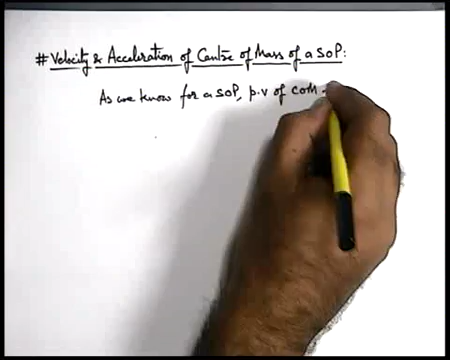 # Velocity & Acceleration of Centre of Mass of a SOP:
As we know for a SOP, p.v of COM